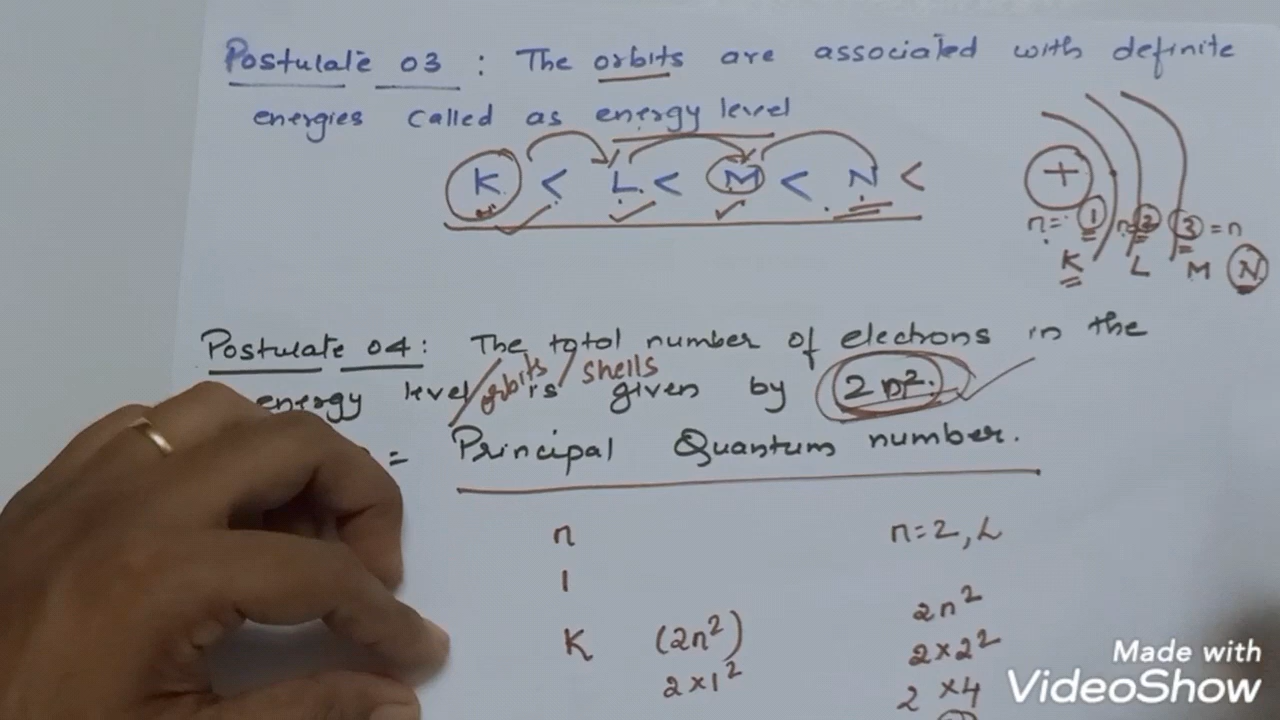 Postulate 03 : The orbits are associated with definite
energies called as energy level
K < L < M < N <
+
n= 1 n=2 3 =n
K L M N
Postulate 04 : The total number of electrons in the
energy level/orbits/shells is given by 2n².
= Principal Quantum number.
n
1
K (2n²)
2×1²
n=2, L
2n²
2×2²
2 ×4
Made with
VideoShow